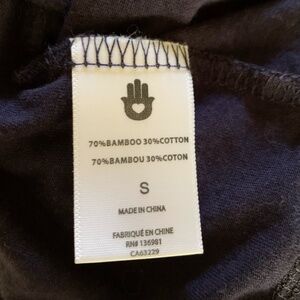 70%BAMBOO 30%COTTON
70%BAMBOU 30%COTON
S
MADE IN CHINA
FABRIQUÉ EN CHINE
RN# 136981
CA63229